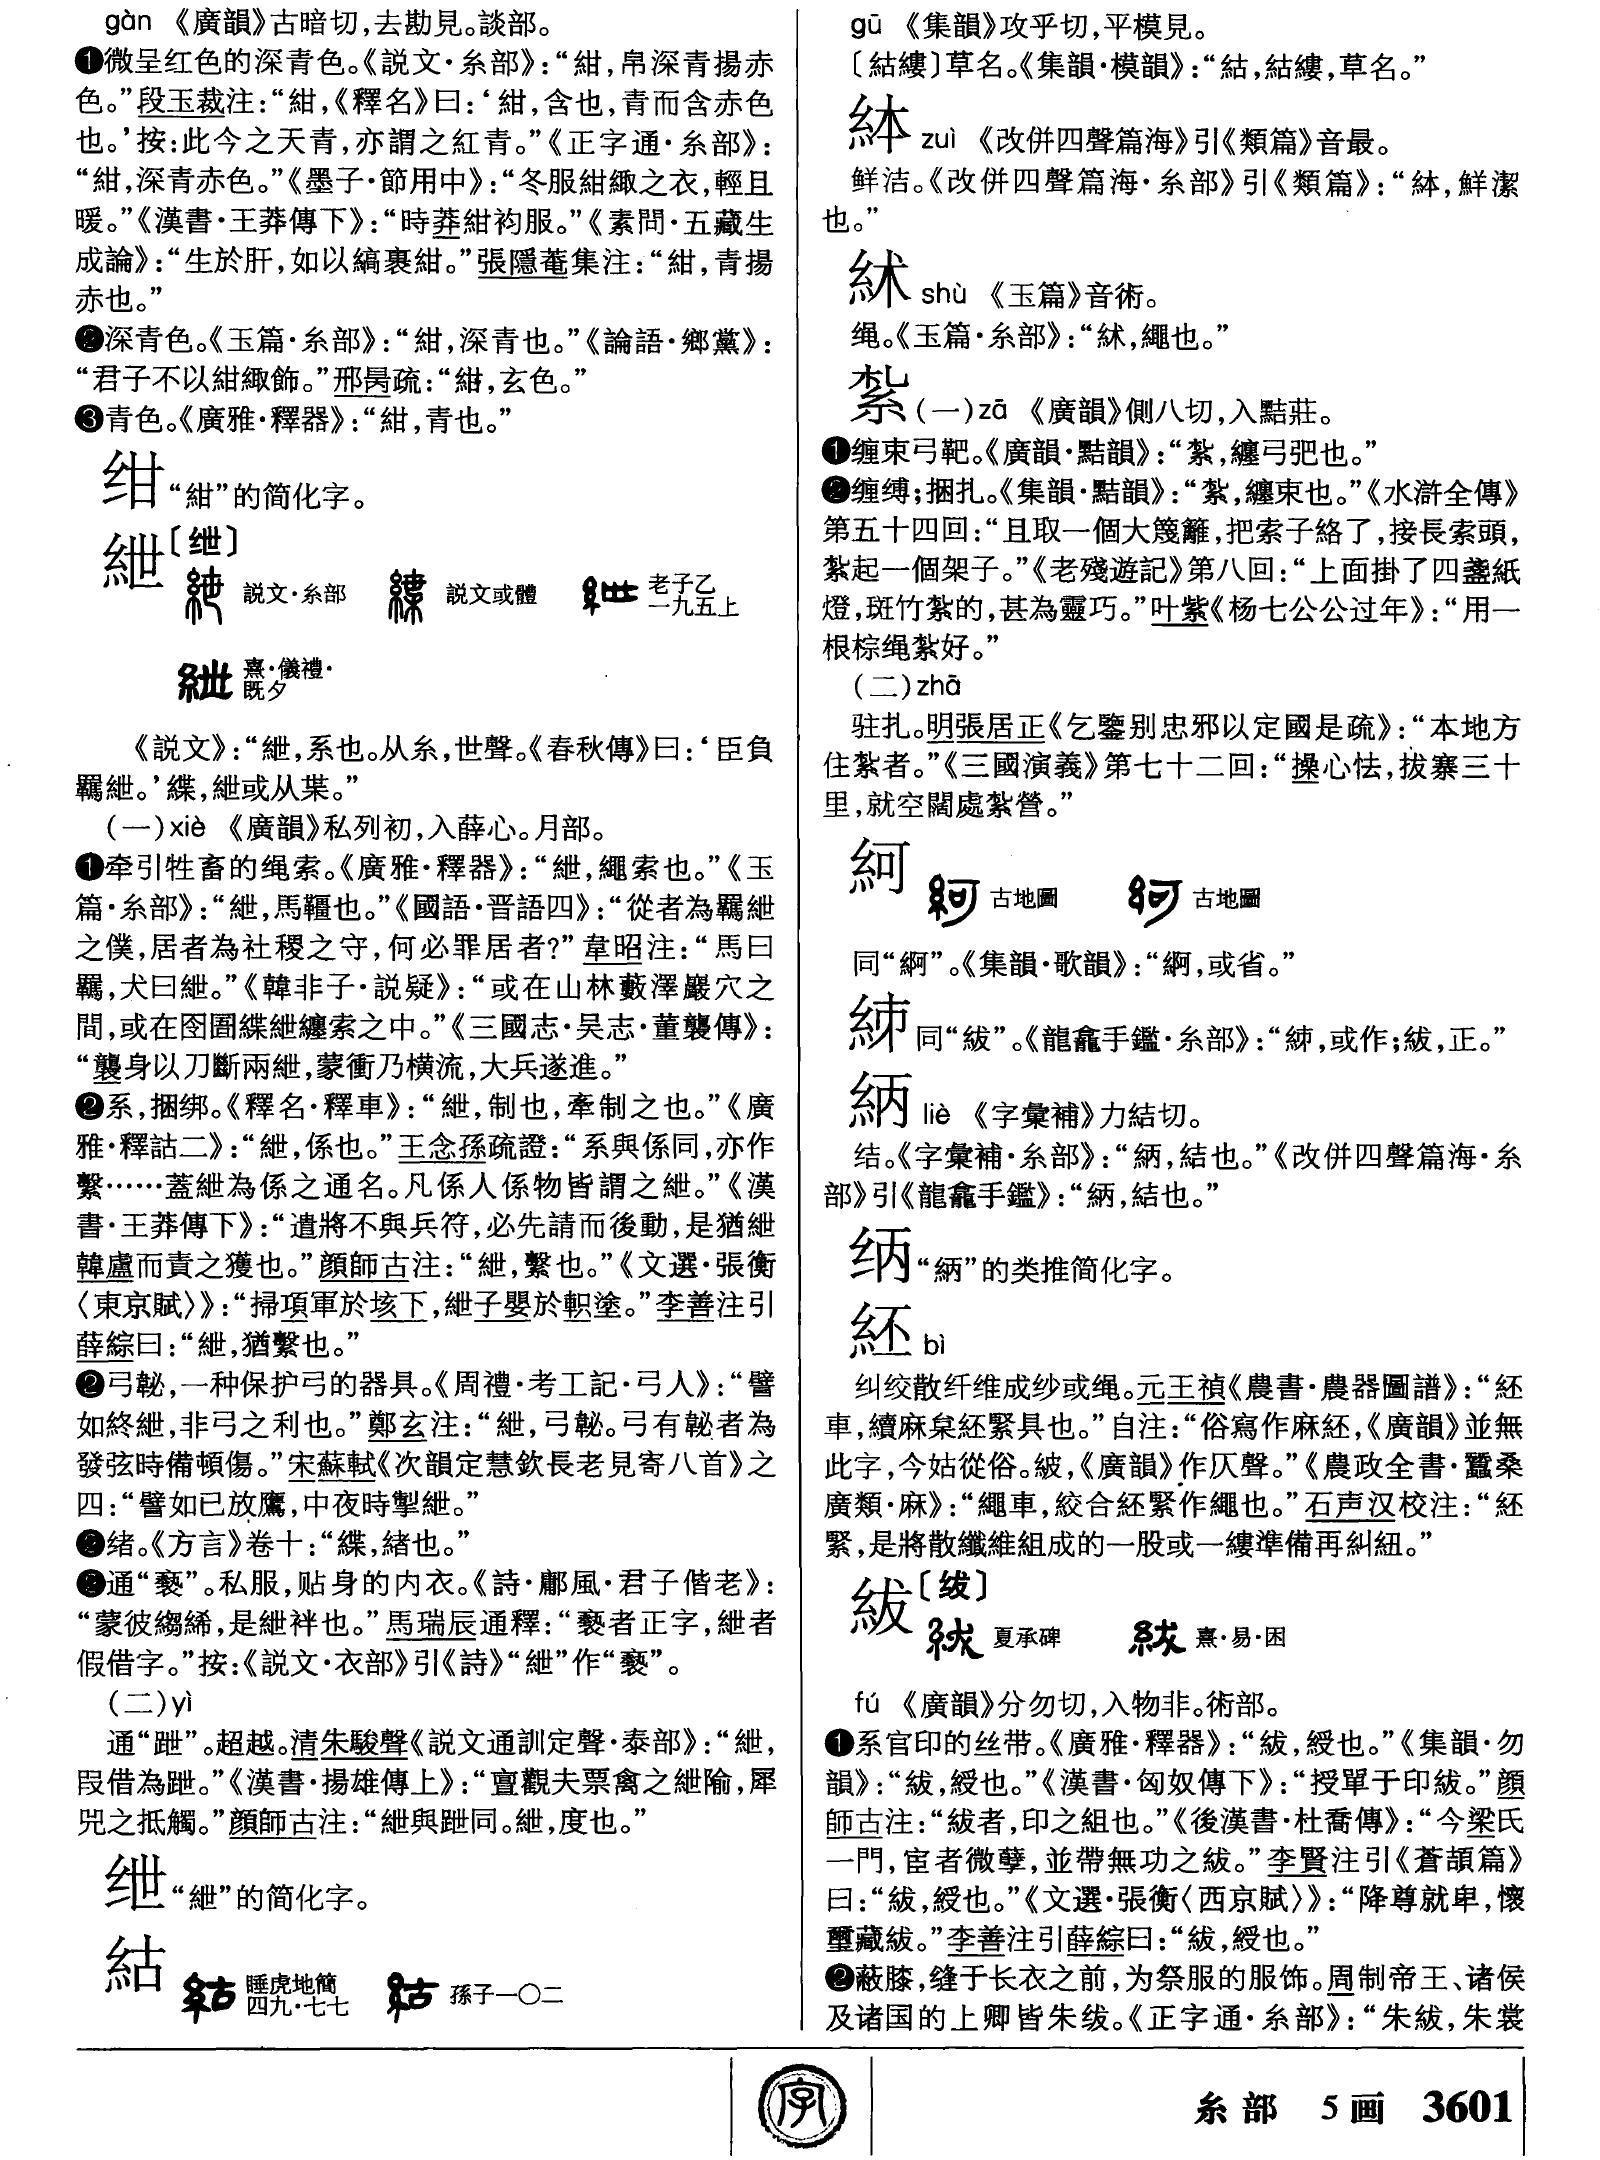 gàn 《廣韻》古暗切,去勘見。談部。
❶微呈红色的深青色。《説文·糸部》:“紺,帛深青揚赤
色。”段玉裁注:“紺,《釋名》曰:‘紺,含也,青而含赤色
也。’按:此今之天青,亦謂之紅青。”《正字通·糸部》:
“紺,深青赤色。”《墨子·節用中》:“冬服紺緅之衣,輕且
暖。”《漢書·王莽傳下》:“時莽紺袀服。”《素問·五藏生
成論》:“生於肝,如以縞裹紺。”張隱菴集注:“紺,青揚
赤也。”
❷深青色。《玉篇·糸部》:“紺,深青也。”《論語·鄉黨》:
“君子不以紺緅飾。”邢昺疏:“紺,玄色。”
❸青色。《廣雅·釋器》:“紺,青也。”
绀 “紺”的简化字。
紲〔绁〕
説文·糸部 説文或體 老子乙
一九五上
熹·儀禮·
既夕
《説文》:“紲,系也。从糸,世聲。《春秋傳》曰:‘臣負
羈紲。’緤,紲或从枼。”
(一)xiè 《廣韻》私列初,入薛心。月部。
❶牵引牲畜的绳索。《廣雅·釋器》:“紲,繩索也。”《玉
篇·糸部》:“紲,馬韁也。”《國語·晋語四》:“從者為羈紲
之僕,居者為社稷之守,何必罪居者?”韋昭注:“馬曰
羈,犬曰紲。”《韓非子·説疑》:“或在山林藪澤巖穴之
間,或在囹圄緤紲纏索之中。”《三國志·吴志·董襲傳》:
“襲身以刀斷兩紲,蒙衝乃横流,大兵遂進。”
❷系,捆绑。《釋名·釋車》:“紲,制也,牽制之也。”《廣
雅·釋詁二》:“紲,係也。”王念孫疏證:“系與係同,亦作
繫……蓋紲為係之通名。凡係人係物皆謂之紲。”《漢
書·王莽傳下》:“遣將不與兵符,必先請而後動,是猶紲
韓盧而責之獲也。”顏師古注:“紲,繫也。”《文選·張衡
〈東京賦〉》:“掃項軍於垓下,紲子嬰於軹塗。”李善注引
薛綜曰:“紲,猶繫也。”
❷弓䪐,一种保护弓的器具。《周禮·考工記·弓人》:“譬
如終紲,非弓之利也。”鄭玄注:“紲,弓䪐。弓有䪐者為
發弦時備頓傷。”宋蘇軾《次韻定慧欽長老見寄八首》之
四:“譬如已放鷹,中夜時掣紲。”
❷绪。《方言》卷十:“緤,緒也。”
❷通“褻”。私服,贴身的内衣。《詩·鄘風·君子偕老》:
“蒙彼縐絺,是紲袢也。”馬瑞辰通釋:“褻者正字,紲者
假借字。”按:《説文·衣部》引《詩》“紲”作“褻”。
(二)yì
通“跇”。超越。清朱駿聲《説文通訓定聲·泰部》:“紲,
叚借為跇。”《漢書·揚雄傳上》:“亶觀夫票禽之紲隃,犀
兕之抵觸。”顏師古注:“紲與跇同。紲,度也。”
绁 “紲”的简化字。
結
睡虎地簡
四九·七七 孫子一〇二
gū 《集韻》攻乎切,平模見。
〔結縷〕草名。《集韻·模韻》:“結,結縷,草名。”
䊿 zuì 《改併四聲篇海》引《類篇》音最。
鲜洁。《改併四聲篇海·糸部》引《類篇》:“䊿,鮮潔
也。”
絉 shù 《玉篇》音術。
绳。《玉篇·糸部》:“絉,繩也。”
紮 (一)zā 《廣韻》側八切,入黠莊。
❶缠束弓靶。《廣韻·黠韻》:“紮,纏弓弝也。”
❷缠缚;捆扎。《集韻·黠韻》:“紮,纏束也。”《水滸全傳》
第五十四回:“且取一個大篾籮,把索子絡了,接長索頭,
紮起一個架子。”《老殘遊記》第八回:“上面掛了四盞紙
燈,斑竹紮的,甚為靈巧。”叶紫《杨七公公过年》:“用一
根棕绳紮好。”
(二)zhā
驻扎。明張居正《乞鑒别忠邪以定國是疏》:“本地方
住紮者。”《三國演義》第七十二回:“操心怯,拔寨三十
里,就空闊處紮營。”
䋍
古地圖 古地圖
同“綗”。《集韻·歌韻》:“綗,或省。”
䋈 同“紱”。《龍龕手鑑·糸部》:“䋈,或作;紱,正。”
䋑 liè 《字彙補》力結切。
结。《字彙補·糸部》:“䋑,結也。”《改併四聲篇海·糸
部》引《龍龕手鑑》:“䋑,結也。”
“䋑”的类推简化字。
紴 bì
纠绞散纤维成纱或绳。元王禎《農書·農器圖譜》:“䋔
車,續麻枲䋔緊具也。”自注:“俗寫作麻䋔,《廣韻》並無
此字,今姑從俗。紴,《廣韻》作仄聲。”《農政全書·蠶桑
廣類·麻》:“繩車,絞合䋔緊作繩也。”石声汉校注:“䋔
緊,是將散纖維組成的一股或一縷準備再糾紐。”
紱〔绂〕
夏承碑 熹·易·困
fú 《廣韻》分勿切,入物非。術部。
❶系官印的丝带。《廣雅·釋器》:“紱,綬也。”《集韻·勿
韻》:“紱,綬也。”《漢書·匈奴傳下》:“授單于印紱。”顏
師古注:“紱者,印之組也。”《後漢書·杜喬傳》:“今梁氏
一門,宦者微孽,並帶無功之紱。”李賢注引《蒼頡篇》
曰:“紱,綬也。”《文選·張衡〈西京賦〉》:“降尊就卑,懷
璽藏紱。”李善注引薛綜曰:“紱,綬也。”
❷蔽膝,缝于长衣之前,为祭服的服饰。周制帝王、诸侯
及诸国的上卿皆朱绂。《正字通·糸部》:“朱紱,朱裳
字
糸部 5画 3601